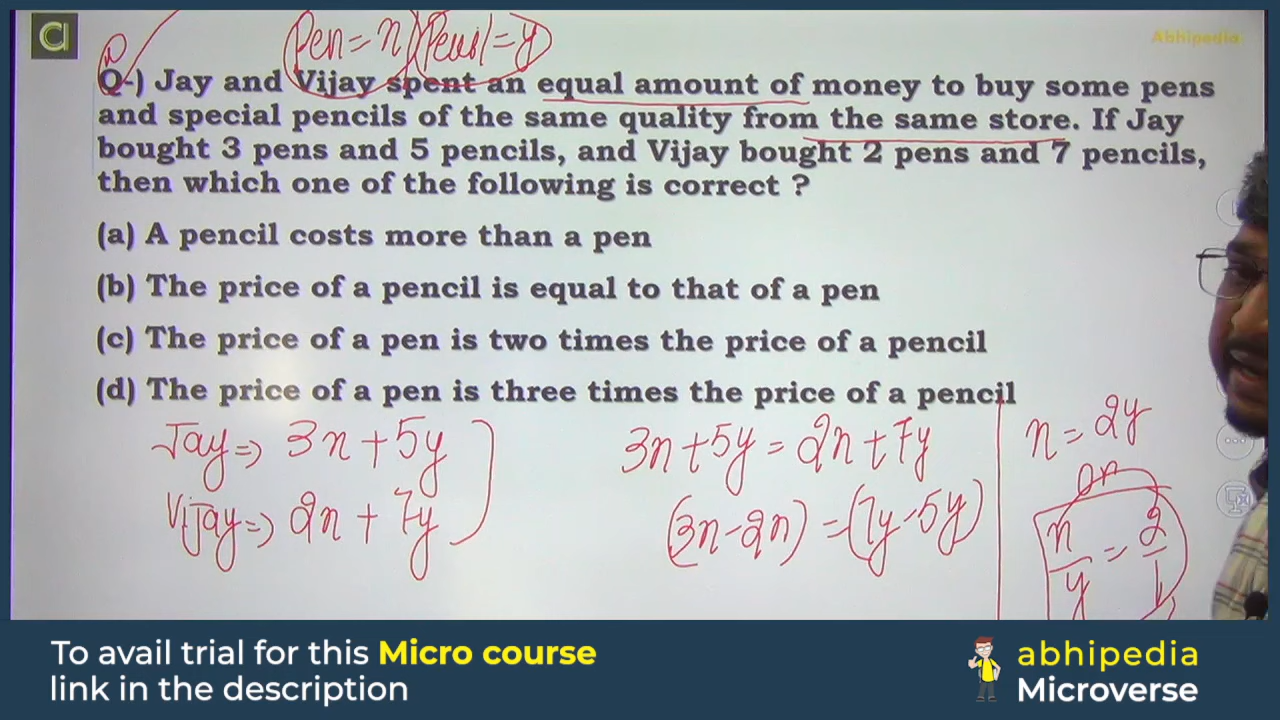 CI
Pen = x Pencil = y
Abhipedia
Q-) Jay and Vijay spent an equal amount of money to buy some pens
and special pencils of the same quality from the same store. If Jay
bought 3 pens and 5 pencils, and Vijay bought 2 pens and 7 pencils,
then which one of the following is correct ?
(a) A pencil costs more than a pen
(b) The price of a pencil is equal to that of a pen
(c) The price of a pen is two times the price of a pencil
(d) The price of a pen is three times the price of a pencil
Jay => 3x + 5y
Vijay => 2x + 7y
3x + 5y = 2x + 7y
(3x - 2x) = (7y - 5y)
x = 2y
or
x/y = 2/1
To avail trial for this Micro course
link in the description
abhipedia
Microverse